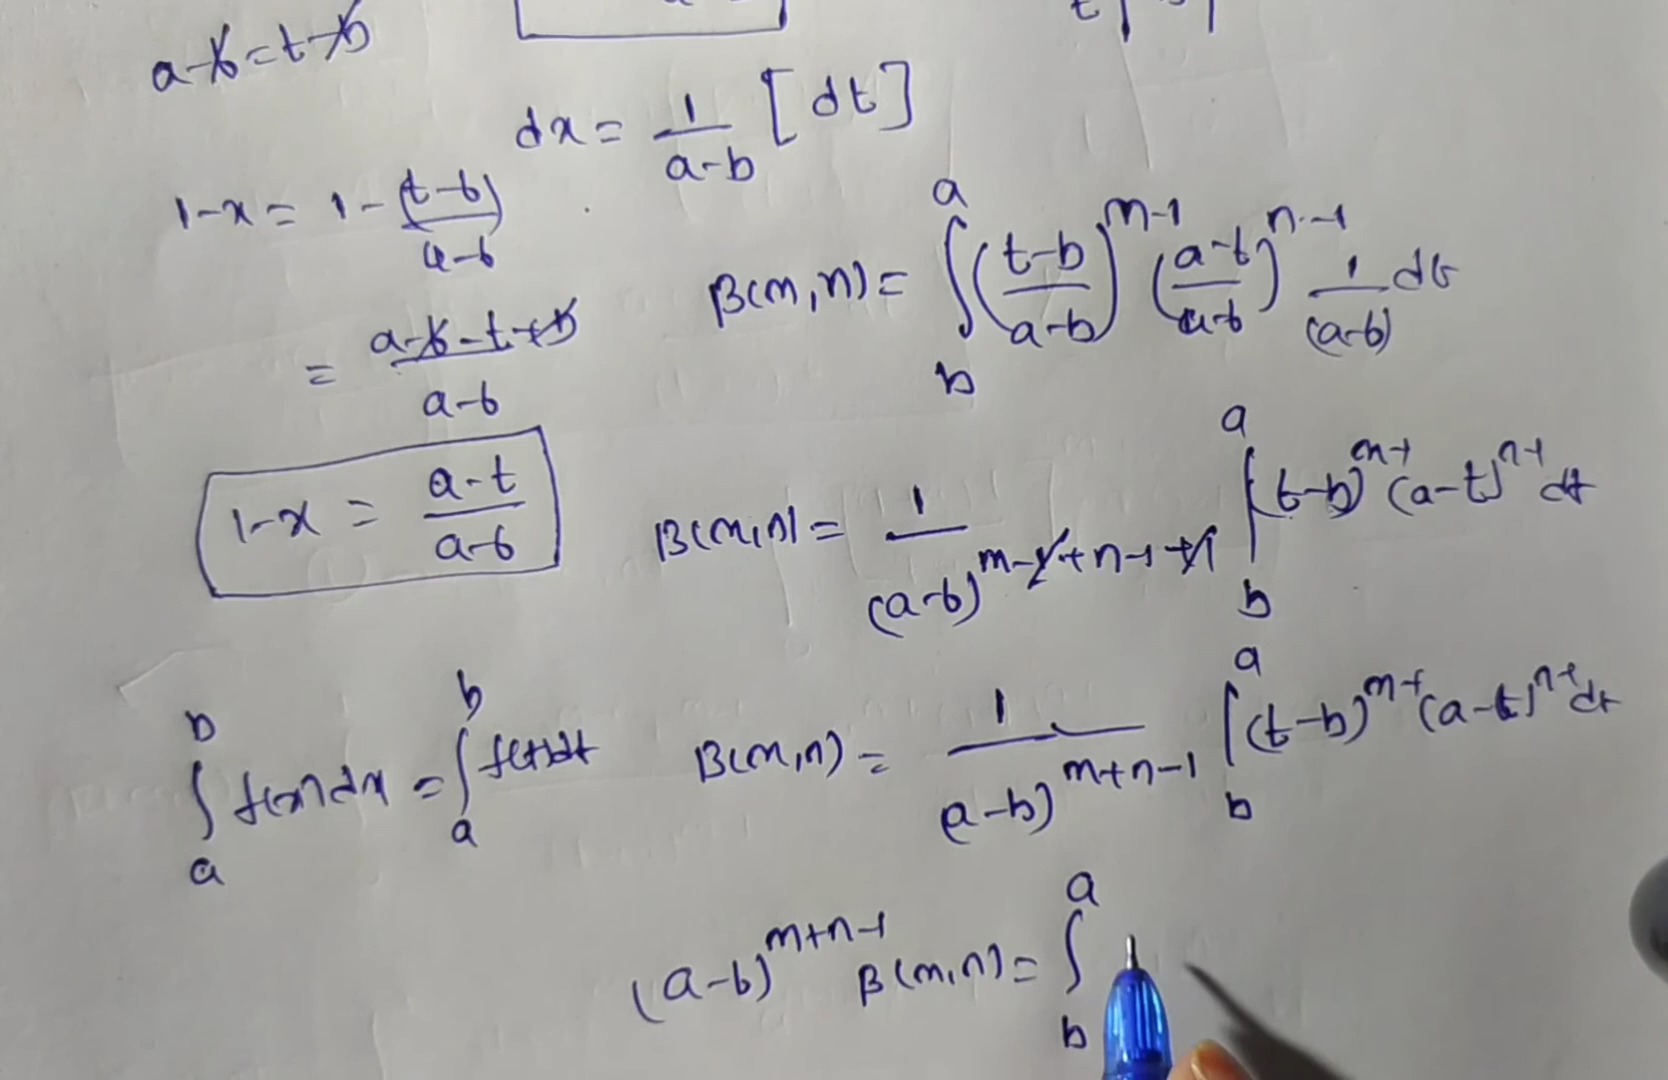 a-b=t-b
dx = 1/(a-b) [dt]
1-x = 1-(t-b)/(a-b)
= (a-b-t+b)/(a-b)
1-x = (a-t)/(a-b)
β(m,n) = ∫_b^a ((t-b)/(a-b))^(m-1) ((a-t)/(a-b))^(n-1) 1/(a-b) dt
β(m,n) = 1/(a-b)^(m-1+n-1+1) ∫_b^a (t-b)^(m-1) (a-t)^(n-1) dt
∫_a^b f(x) dx = ∫_a^b f(t) dt
β(m,n) = 1/(a-b)^(m+n-1) ∫_b^a (t-b)^(m-1) (a-t)^(n-1) dt
(a-b)^(m+n-1) β(m,n) = ∫_b^a